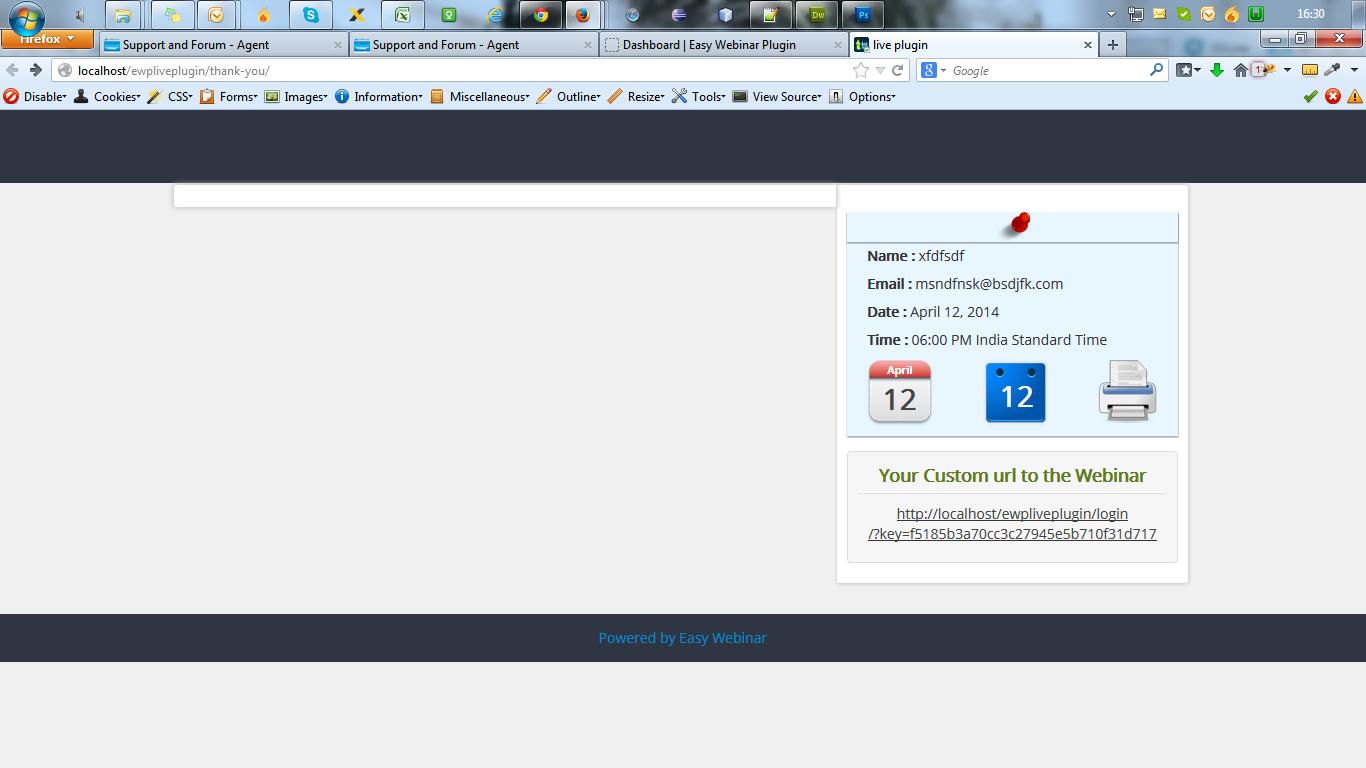 16:30
Firefox
Support and Forum - Agent
Support and Forum - Agent
Dashboard | Easy Webinar Plugin
live plugin
localhost/ewpliveplugin/thank-you/
Google
Disable Cookies CSS Forms Images Information Miscellaneous Outline Resize Tools View Source Options
Name : xfdfsdf
Email : msndfnsk@bsdjfk.com
Date : April 12, 2014
Time : 06:00 PM India Standard Time
April
12
12
Your Custom url to the Webinar
http://localhost/ewpliveplugin/login
/?key=f5185b3a70cc3c27945e5b710f31d717
Powered by Easy Webinar